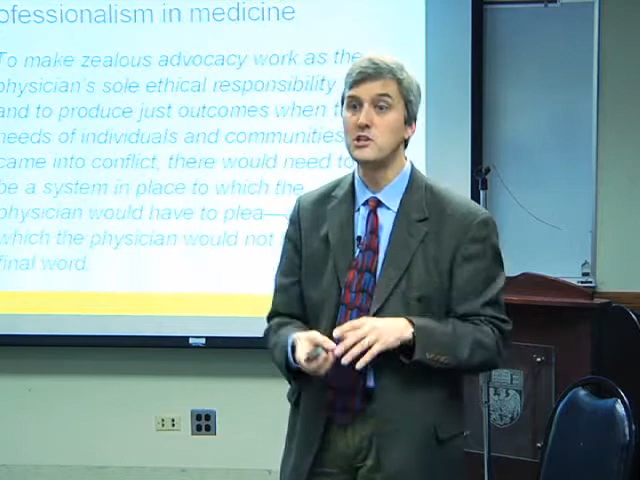 ofessionalism in medicine
To make zealous advocacy work as the
physician's sole ethical responsibility
and to produce just outcomes when
needs of individuals and communities
came into conflict, there would need to
be a system in place to which the
physician would have to plea—
which the physician would not
final word.